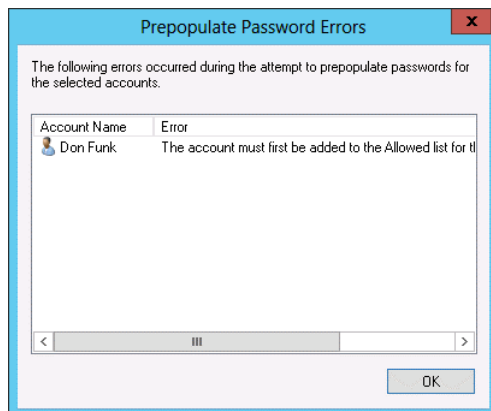 Prepopulate Password Errors
x
The following errors occurred during the attempt to prepopulate passwords for
the selected accounts.
Account Name Error
Don Funk The account must first be added to the Allowed list for
OK